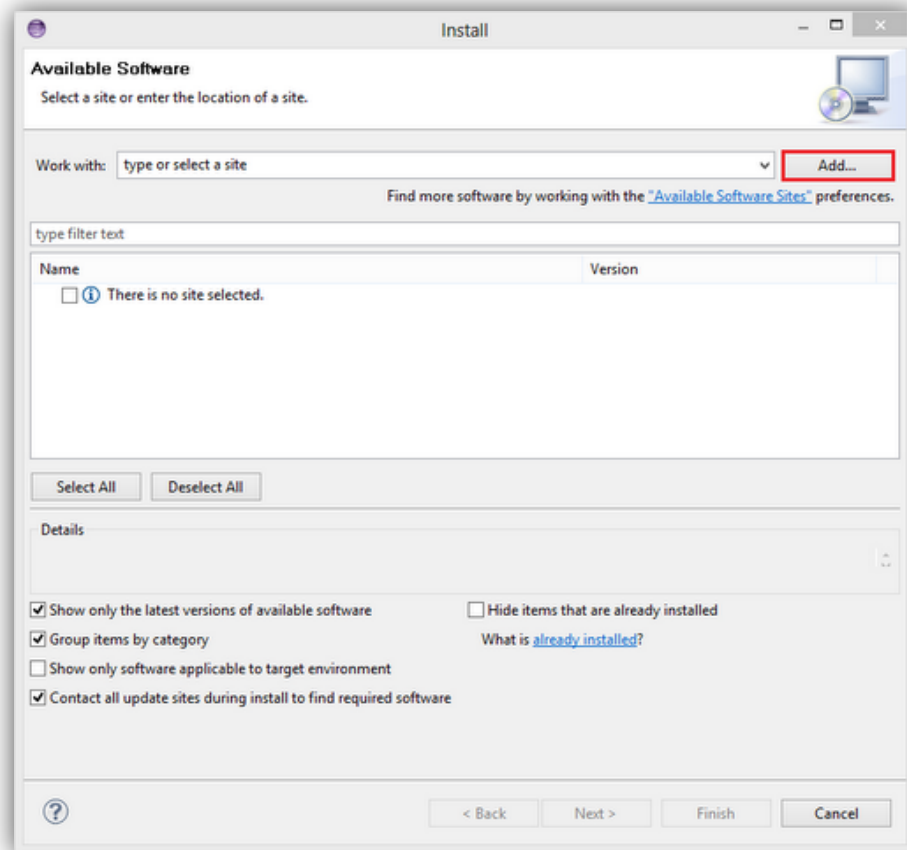 Install
Available Software
Select a site or enter the location of a site.
Work with: type or select a site Add...
Find more software by working with the "Available Software Sites" preferences.
type filter text
Name Version
There is no site selected.
Select All Deselect All
Details
Show only the latest versions of available software Hide items that are already installed
Group items by category What is already installed?
Show only software applicable to target environment
Contact all update sites during install to find required software
? < Back Next > Finish Cancel